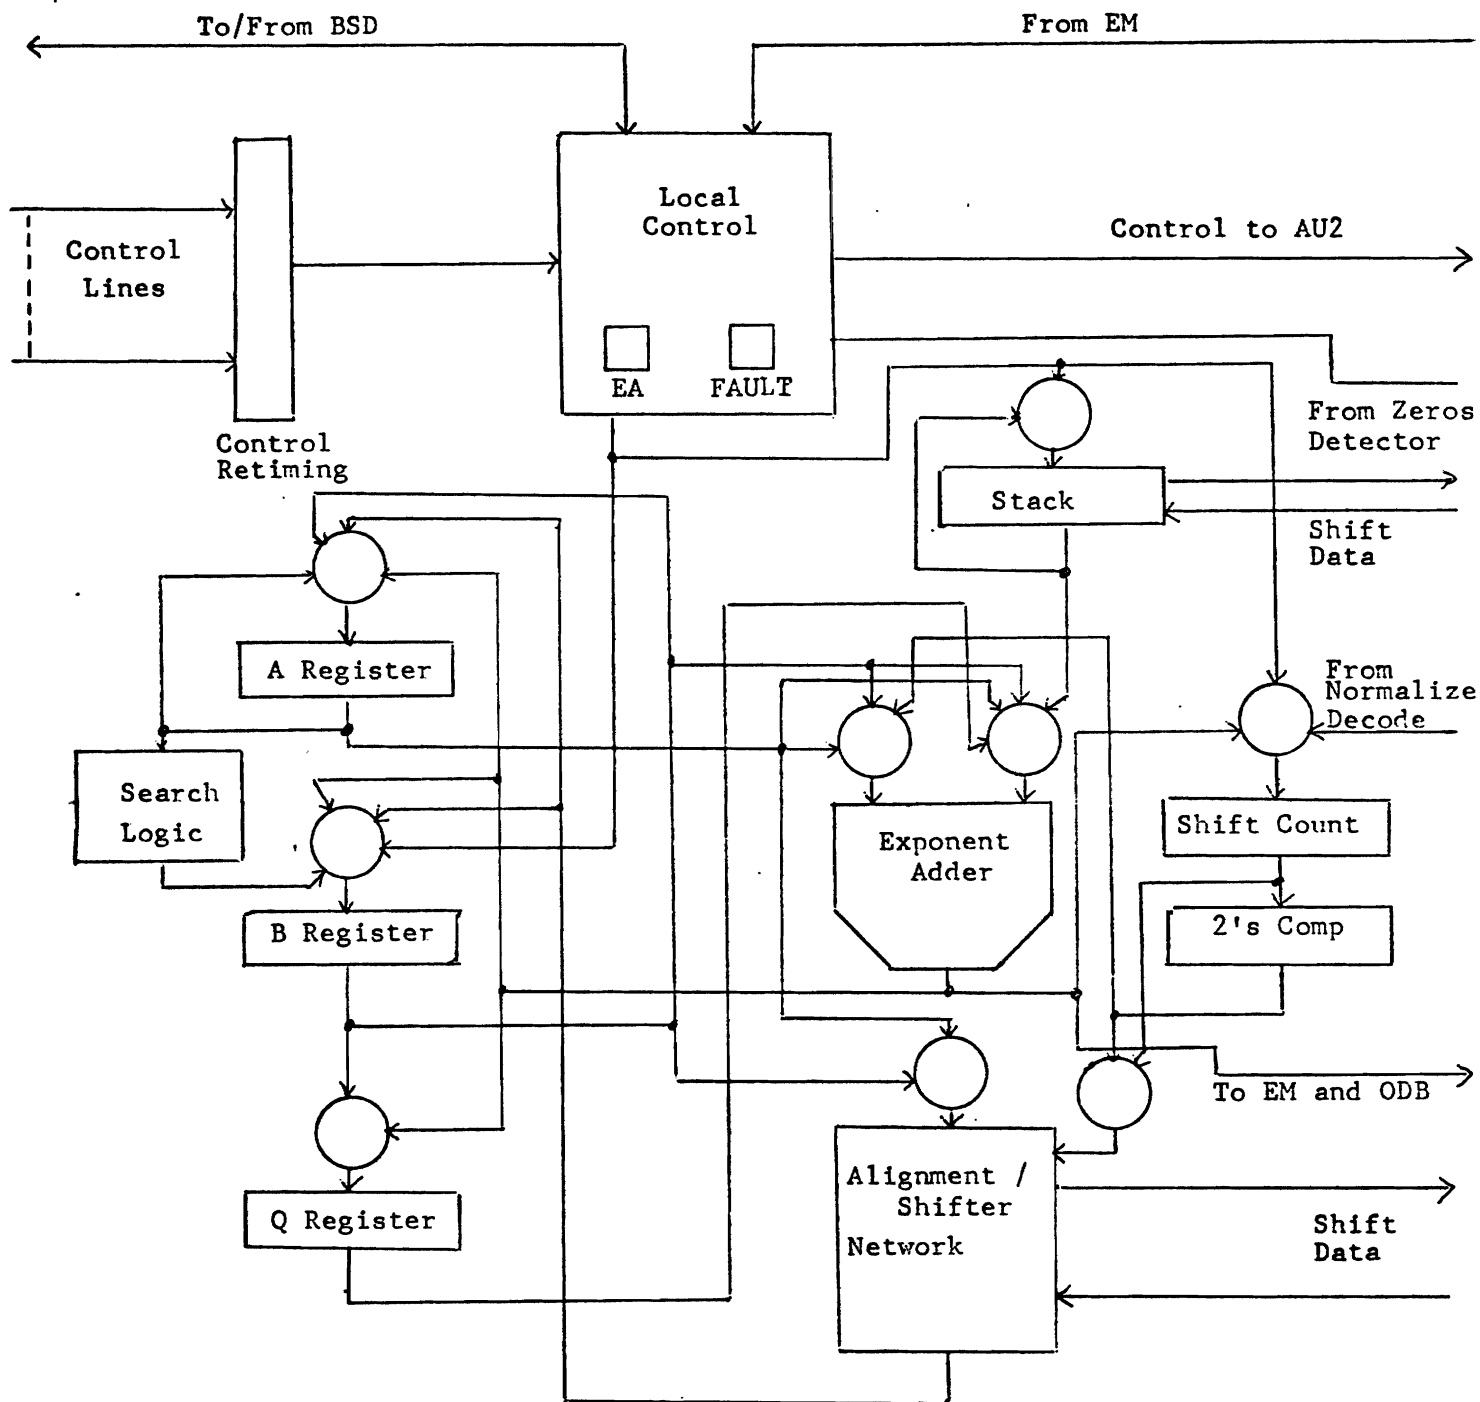 To/From BSD
From EM
Local
Control
Control to AU2
Control
Lines
EA
FAULT
From Zeros
Detector
Control
Retiming
Stack
Shift
Data
A Register
From
Normalize
Decode
Search
Logic
Shift Count
Exponent
Adder
B Register
2's Comp
To EM and ODB
Alignment /
Shifter
Network
Q Register
Shift
Data